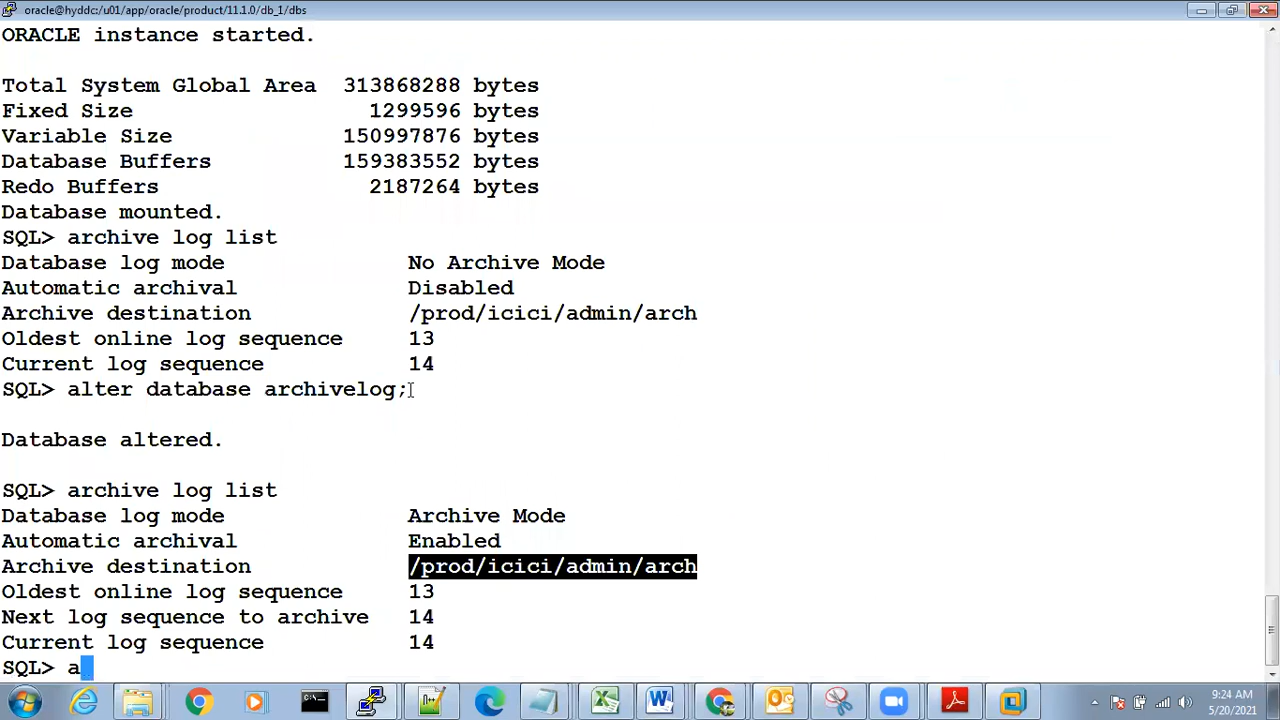 oracle@hyddc:/u01/app/oracle/product/11.1.0/db_1/dbs
ORACLE instance started.
Total System Global Area  313868288 bytes
Fixed Size                  1299596 bytes
Variable Size             150997876 bytes
Database Buffers          159383552 bytes
Redo Buffers                2187264 bytes
Database mounted.
SQL> archive log list
Database log mode              No Archive Mode
Automatic archival             Disabled
Archive destination            /prod/icici/admin/arch
Oldest online log sequence     13
Current log sequence           14
SQL> alter database archivelog;
Database altered.
SQL> archive log list
Database log mode              Archive Mode
Automatic archival             Enabled
Archive destination            /prod/icici/admin/arch
Oldest online log sequence     13
Next log sequence to archive   14
Current log sequence           14
SQL> a
9:24 AM
5/20/2021